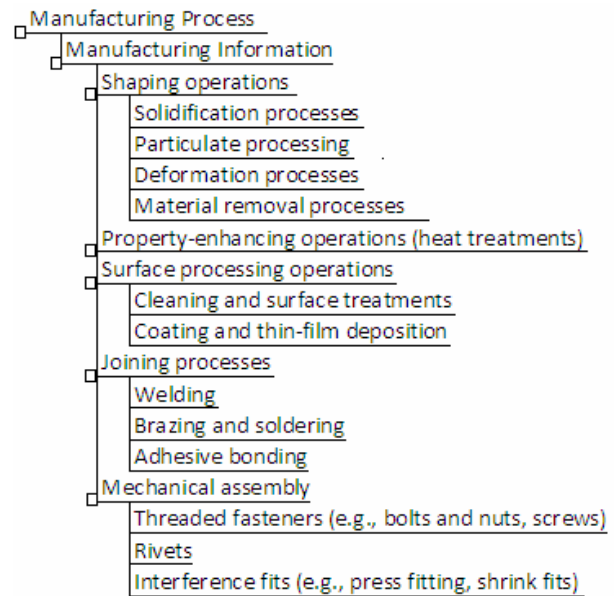 Manufacturing Process
Manufacturing Information
Shaping operations
Solidification processes
Particulate processing
Deformation processes
Material removal processes
Property-enhancing operations (heat treatments)
Surface processing operations
Cleaning and surface treatments
Coating and thin-film deposition
Joining processes
Welding
Brazing and soldering
Adhesive bonding
Mechanical assembly
Threaded fasteners (e.g., bolts and nuts, screws)
Rivets
Interference fits (e.g., press fitting, shrink fits)